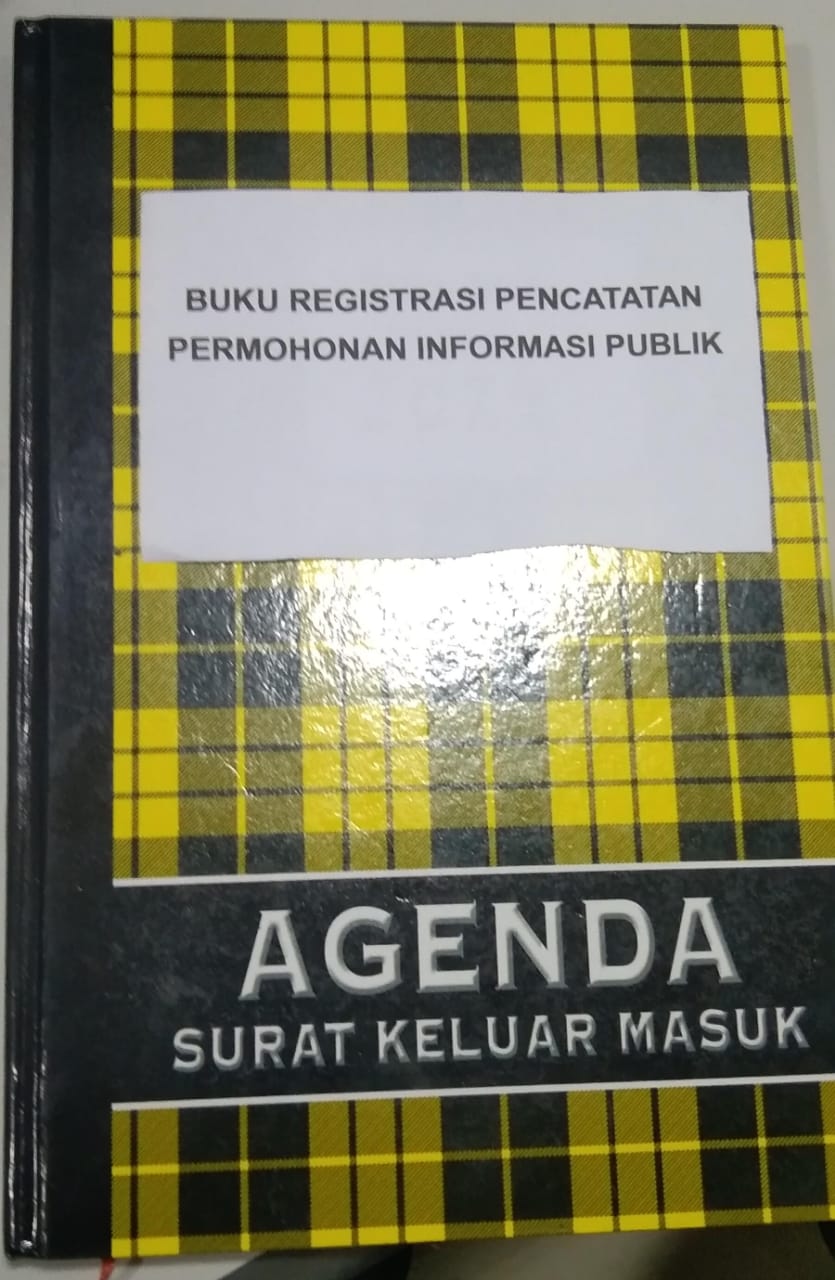 BUKU REGISTRASI PENCATATAN
PERMOHONAN INFORMASI PUBLIK
AGENDA
SURAT KELUAR MASUK